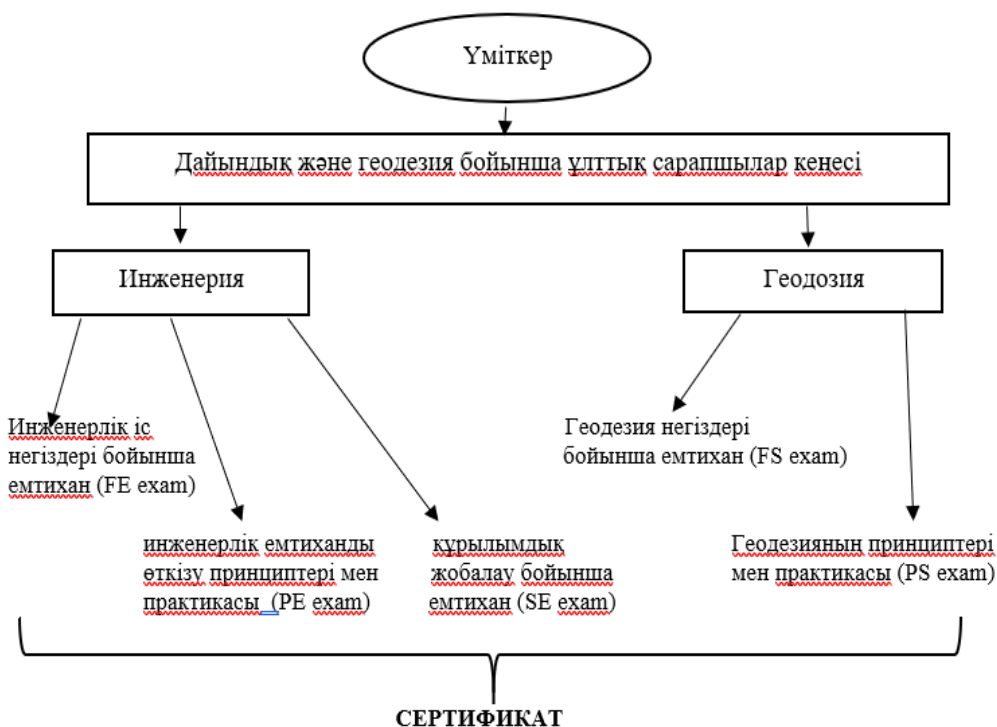 Үміткер
Дайындық және геодезия бойынша ұлттық сарапшылар кеңесі
Инженерия
Геодозия
Инженерлік іс
негіздері бойынша
емтихан (FE exam)
Геодезия негіздері
бойынша емтихан (FS exam)
инженерлік емтиханды
өткізу принциптері мен
практикасы (PE exam)
құрылымдық
жобалау бойынша
емтихан (SE exam)
Геодезияның принциптері
мен практикасы (PS exam)
СЕРТИФИКАТ